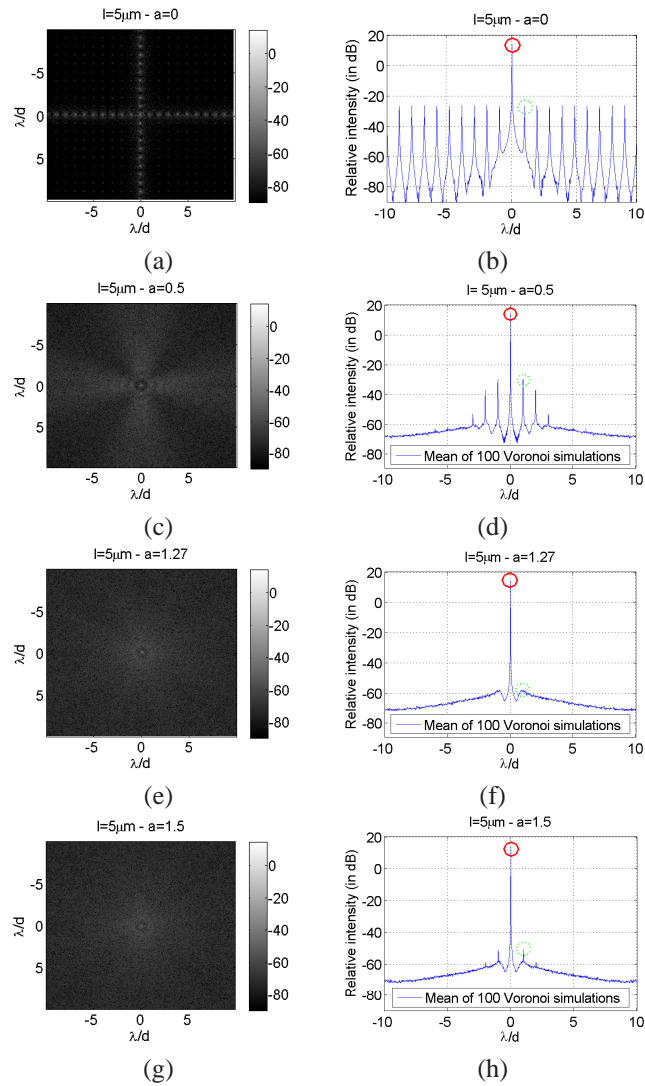 l=5µm - a=0
-5
0
5
λ/d
-5 0 5
λ/d
0
-20
-40
-60
-80
(a)
l=5µm - a=0
Relative intensity (in dB)
20
0
-20
-40
-60
-80
-10 -5 0 5 10
λ/d
(b)
l=5µm - a=0.5
-5
0
5
λ/d
-5 0 5
λ/d
0
-20
-40
-60
-80
(c)
l= 5µm - a=0.5
Relative intensity (in dB)
20
0
-20
-40
-60
-80
Mean of 100 Voronoi simulations
-10 -5 0 5 10
λ/d
(d)
l=5µm - a=1.27
-5
0
5
λ/d
-5 0 5
λ/d
0
-20
-40
-60
-80
(e)
l=5µm - a=1.27
Relative intensity (in dB)
20
0
-20
-40
-60
-80
Mean of 100 Voronoi simulations
-10 -5 0 5 10
λ/d
(f)
l=5µm - a=1.5
-5
0
5
λ/d
-5 0 5
λ/d
0
-20
-40
-60
-80
(g)
l=5µm - a=1.5
Relative intensity (in dB)
20
0
-20
-40
-60
-80
Mean of 100 Voronoi simulations
-10 -5 0 5 10
λ/d
(h)